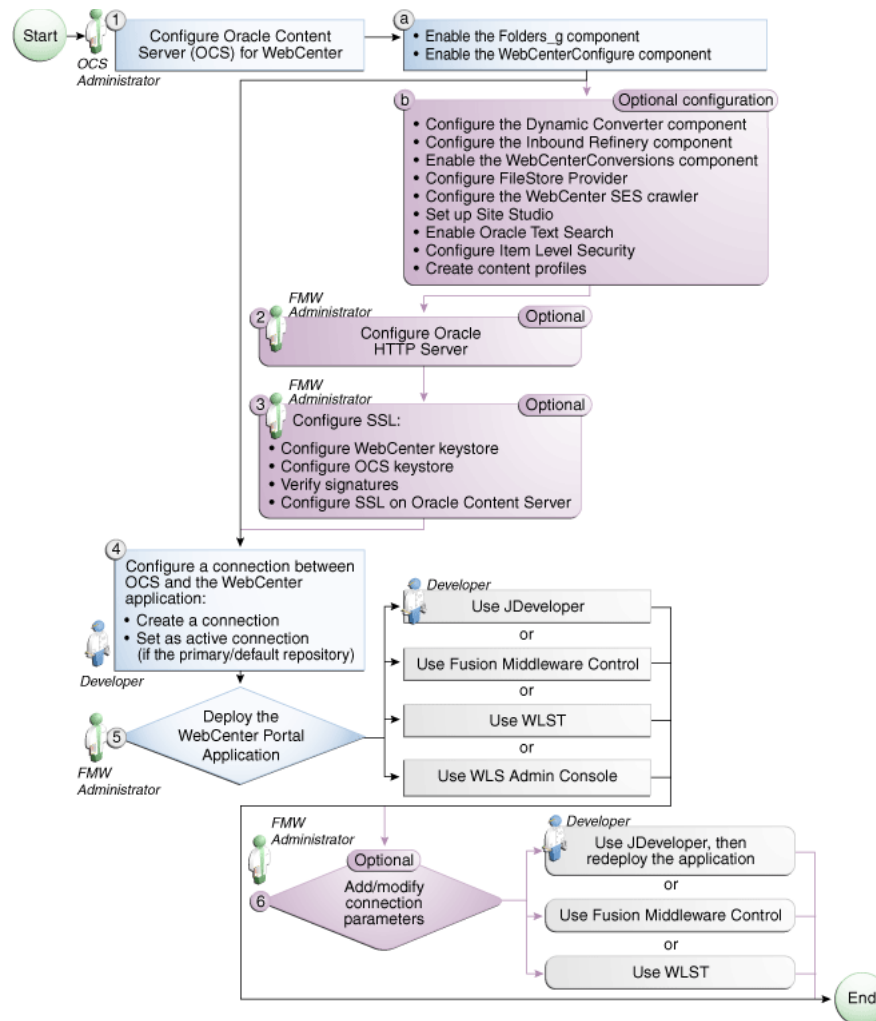 Start
1
OCS
Administrator
Configure Oracle Content
Server (OCS) for WebCenter
a
• Enable the Folders_g component
• Enable the WebCenterConfigure component
b
Optional configuration
• Configure the Dynamic Converter component
• Configure the Inbound Refinery component
• Enable the WebCenterConversions component
• Configure FileStore Provider
• Configure the WebCenter SES crawler
• Set up Site Studio
• Enable Oracle Text Search
• Configure Item Level Security
• Create content profiles
FMW
Administrator
2
Optional
Configure Oracle
HTTP Server
FMW
Administrator
3
Optional
Configure SSL:
• Configure WebCenter keystore
• Configure OCS keystore
• Verify signatures
• Configure SSL on Oracle Content Server
4
Configure a connection between
OCS and the WebCenter
application:
• Create a connection
• Set as active connection
(if the primary/default repository)
Developer
5
Deploy the
WebCenter Portal
Application
FMW
Administrator
Developer
Use JDeveloper
or
Use Fusion Middleware Control
or
Use WLST
or
Use WLS Admin Console
FMW
Administrator
Optional
6
Add/modify
connection
parameters
Developer
Use JDeveloper, then
redeploy the application
or
Use Fusion Middleware Control
or
Use WLST
End